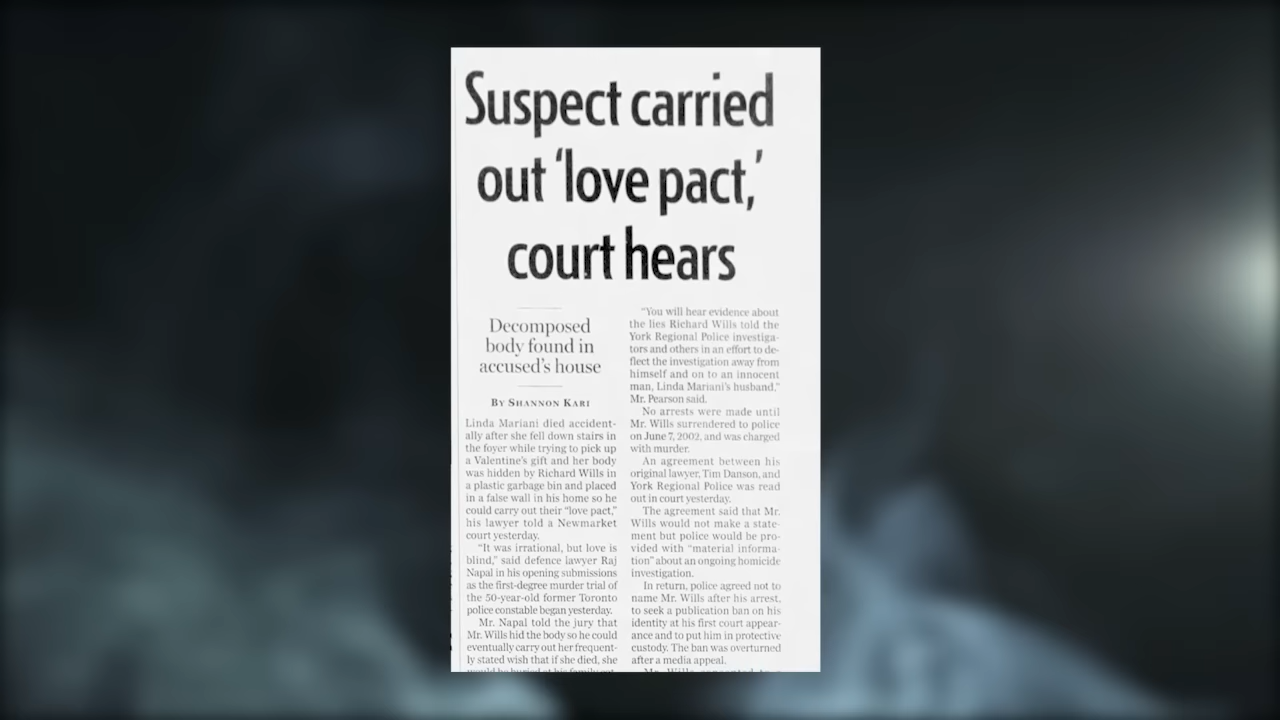 Suspect carried
out ‘love pact,’
court hears
Decomposed
body found in
accused’s house
BY SHANNON KARI
Linda Mariani died accident-
ally after she fell down stairs in
the foyer while trying to pick up
a Valentine’s gift and her body
was hidden by Richard Wills in
a plastic garbage bin and placed
in a false wall in his home so he
could carry out their “love pact,”
his lawyer told a Newmarket
court yesterday.
“It was irrational, but love is
blind,” said defence lawyer Raj
Napal in his opening submissions
as the first-degree murder trial of
the 50-year-old former Toronto
police constable began yesterday.
Mr. Napal told the jury that
Mr. Wills hid the body so he could
eventually carry out her frequent-
ly stated wish that if she died, she
“You will hear evidence about
the lies Richard Wills told the
York Regional Police investiga-
tors and others in an effort to de-
flect the investigation away from
himself and on to an innocent
man, Linda Mariani’s husband,”
Mr. Pearson said.
No arrests were made until
Mr. Wills surrendered to police
on June 7, 2002, and was charged
with murder.
An agreement between his
original lawyer, Tim Danson, and
York Regional Police was read
out in court yesterday.
The agreement said that Mr.
Wills would not make a state-
ment but police would be pro-
vided with “material informa-
tion” about an ongoing homicide
investigation.
In return, police agreed not to
name Mr. Wills after his arrest,
to seek a publication ban on his
identity at his first court appear-
ance and to put him in protective
custody. The ban was overturned
after a media appeal.